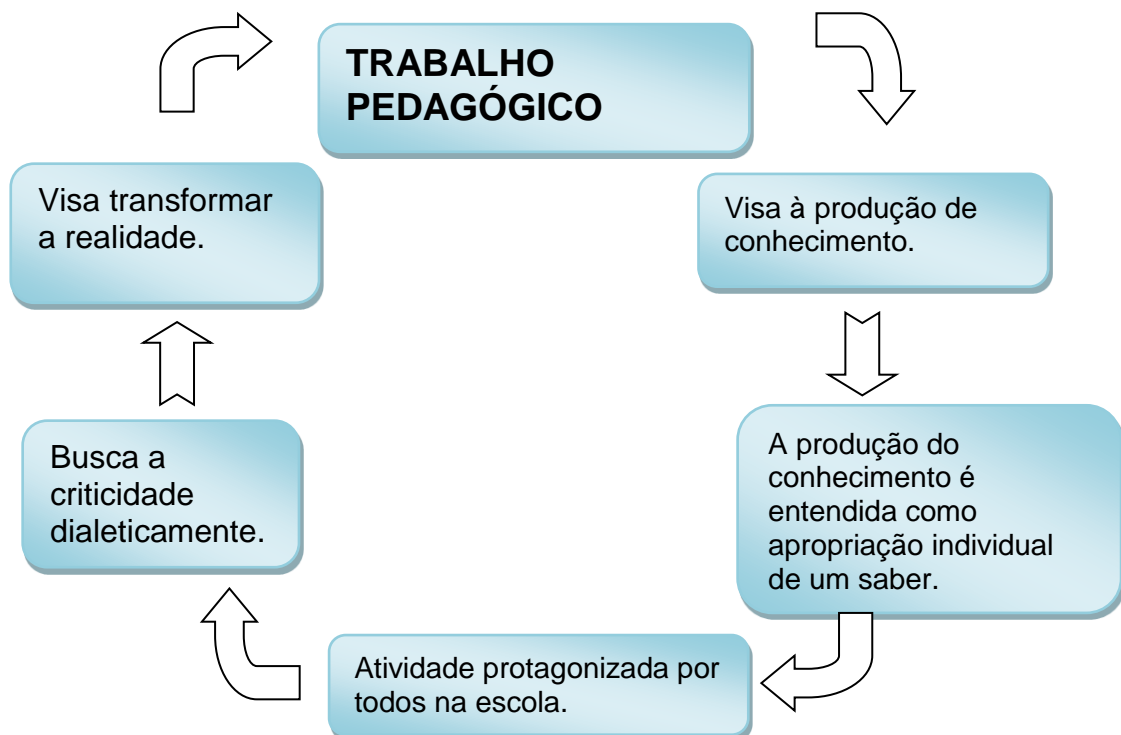 TRABALHO
PEDAGÓGICO
Visa à produção de
conhecimento.
A produção do
conhecimento é
entendida como
apropriação individual
de um saber.
Atividade protagonizada por
todos na escola.
Busca a
criticidade
dialeticamente.
Visa transformar
a realidade.